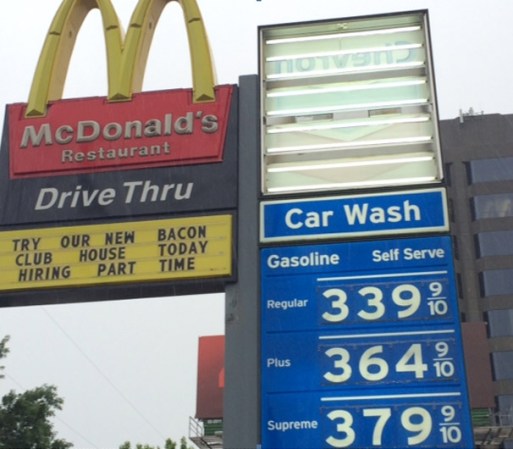 McDonald's
Restaurant
Drive Thru
TRY OUR NEW BACON
CLUB HOUSE TODAY
HIRING PART TIME
Chevron
Car Wash
Gasoline Self Serve
Regular 339 9/10
Plus 364 9/10
Supreme 379 9/10